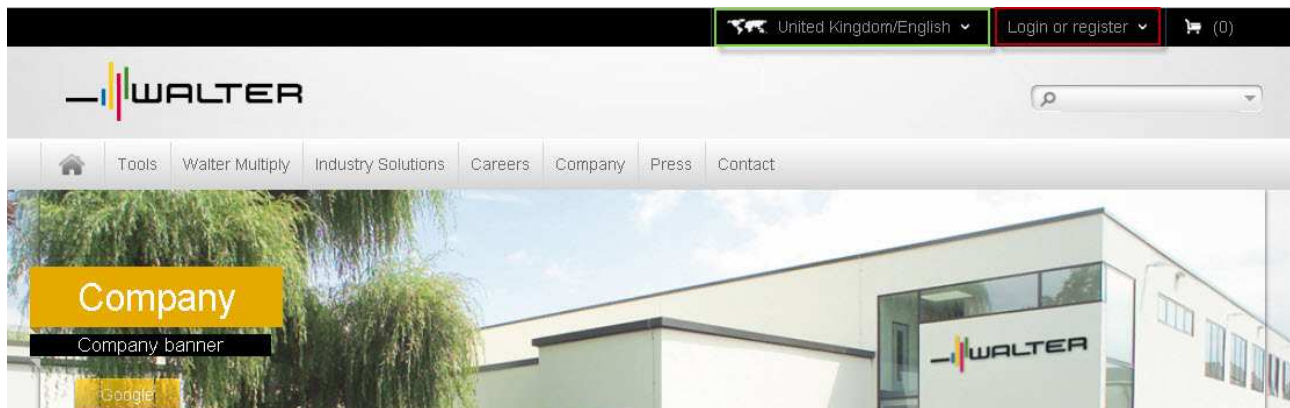 United Kingdom/English Login or register (0)
WALTER
Tools Walter Multiply Industry Solutions Careers Company Press Contact
Company
Company banner
WALTER
Google